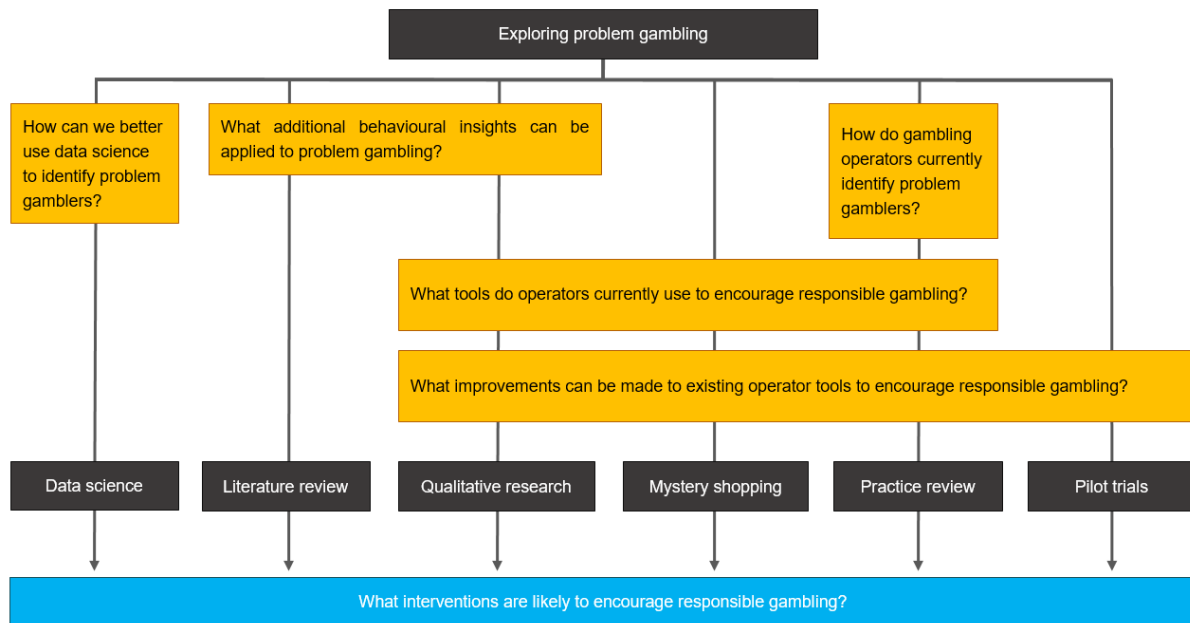 Exploring problem gambling
How can we better
use data science
to identify problem
gamblers?
What additional behavioural insights can be
applied to problem gambling?
How do gambling
operators currently
identify problem
gamblers?
What tools do operators currently use to encourage responsible gambling?
What improvements can be made to existing operator tools to encourage responsible gambling?
Data science
Literature review
Qualitative research
Mystery shopping
Practice review
Pilot trials
What interventions are likely to encourage responsible gambling?